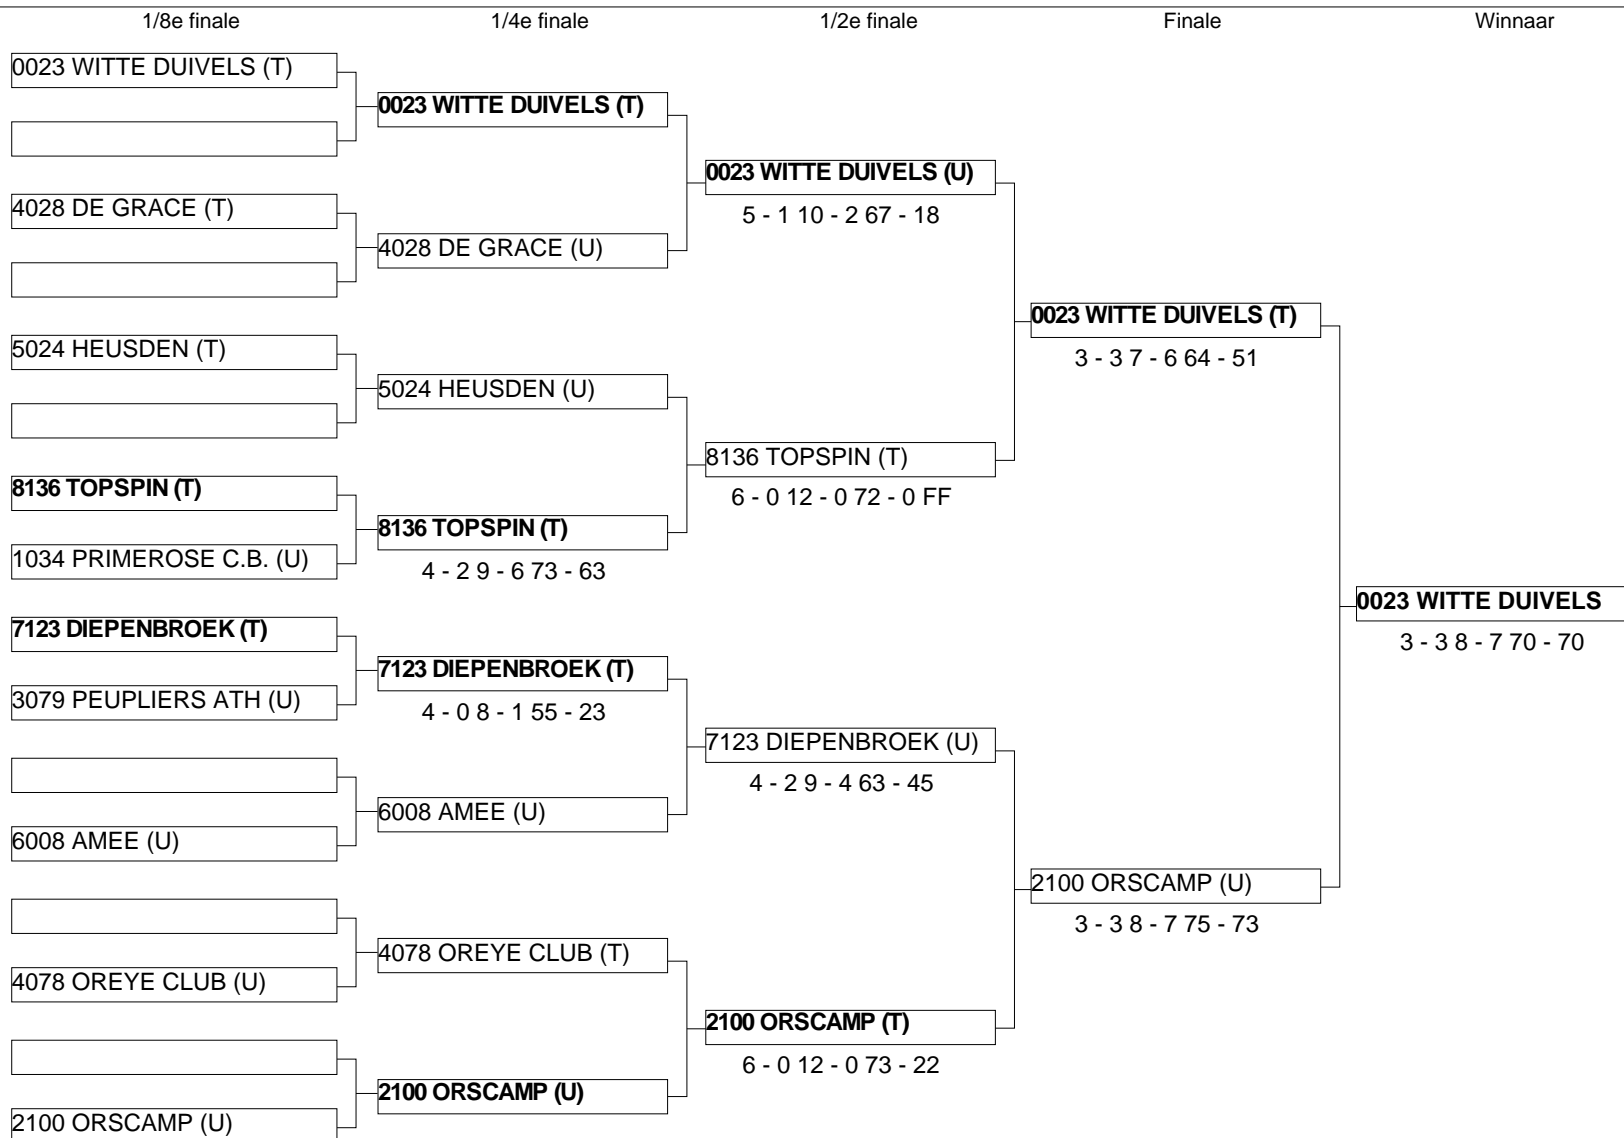 1/8e finale 1/4e finale 1/2e finale Finale Winnaar
0023 WITTE DUIVELS (T)
4028 DE GRACE (T)
5024 HEUSDEN (T)
8136 TOPSPIN (T)
1034 PRIMEROSE C.B. (U)
7123 DIEPENBROEK (T)
3079 PEUPLIERS ATH (U)
6008 AMEE (U)
4078 OREYE CLUB (U)
2100 ORSCAMP (U)
0023 WITTE DUIVELS (T)
4028 DE GRACE (U)
5024 HEUSDEN (U)
8136 TOPSPIN (T)
4 - 2 9 - 6 73 - 63
7123 DIEPENBROEK (T)
4 - 0 8 - 1 55 - 23
6008 AMEE (U)
4078 OREYE CLUB (T)
2100 ORSCAMP (U)
0023 WITTE DUIVELS (U)
5 - 1 10 - 2 67 - 18
8136 TOPSPIN (T)
6 - 0 12 - 0 72 - 0 FF
7123 DIEPENBROEK (U)
4 - 2 9 - 4 63 - 45
2100 ORSCAMP (T)
6 - 0 12 - 0 73 - 22
0023 WITTE DUIVELS (T)
3 - 3 7 - 6 64 - 51
2100 ORSCAMP (U)
3 - 3 8 - 7 75 - 73
0023 WITTE DUIVELS
3 - 3 8 - 7 70 - 70